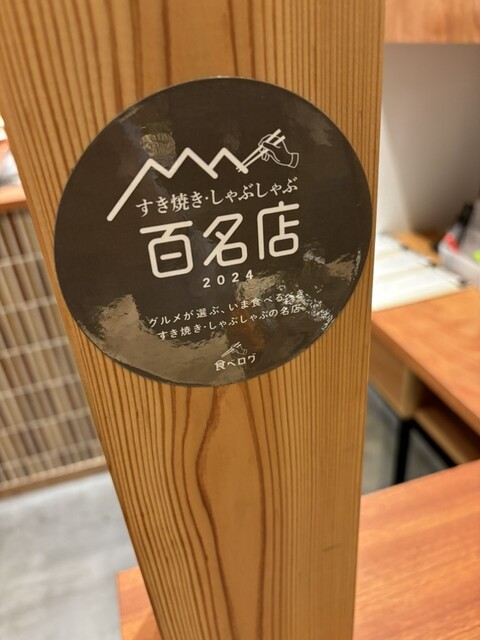 すき焼き・しゃぶしゃぶ
百名店
2024
グルメが選ぶ、いま食べるべき
すき焼き・しゃぶしゃぶの名店。
食べログ